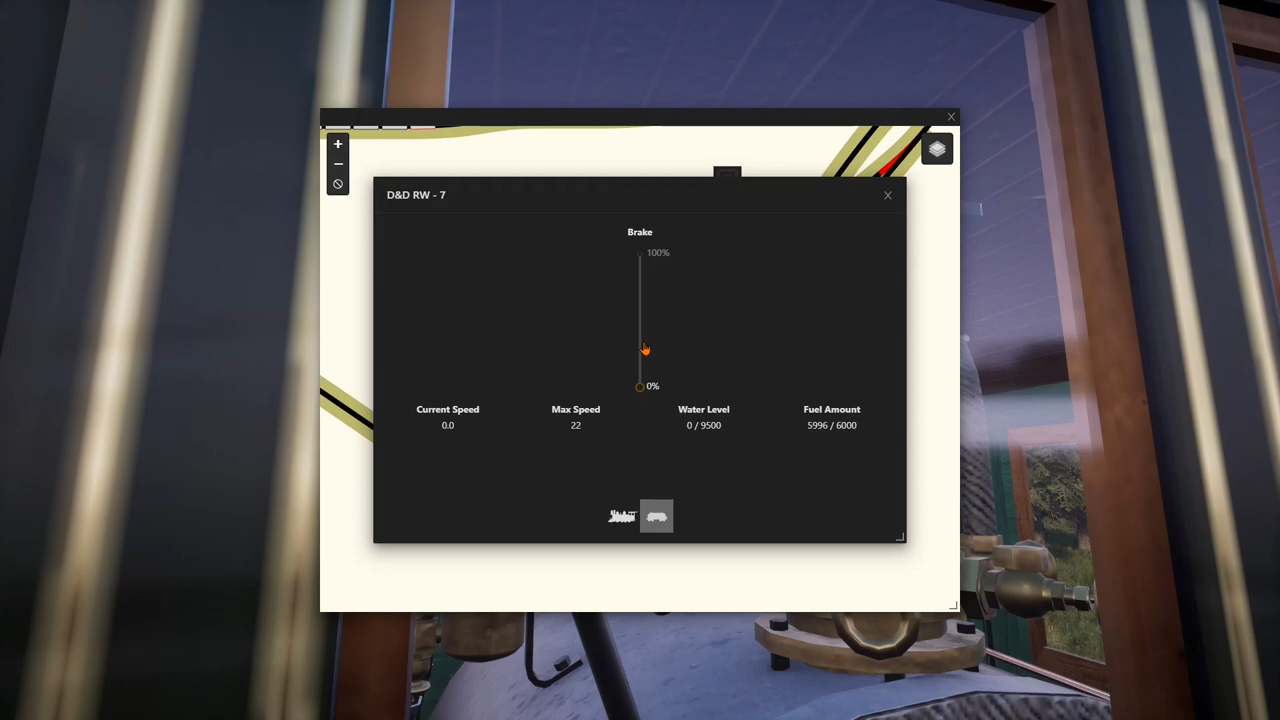 X
+
−
D&D RW - 7
X
Brake
100%
0%
Current Speed
Max Speed
Water Level
Fuel Amount
0.0
22
0 / 9500
5996 / 6000